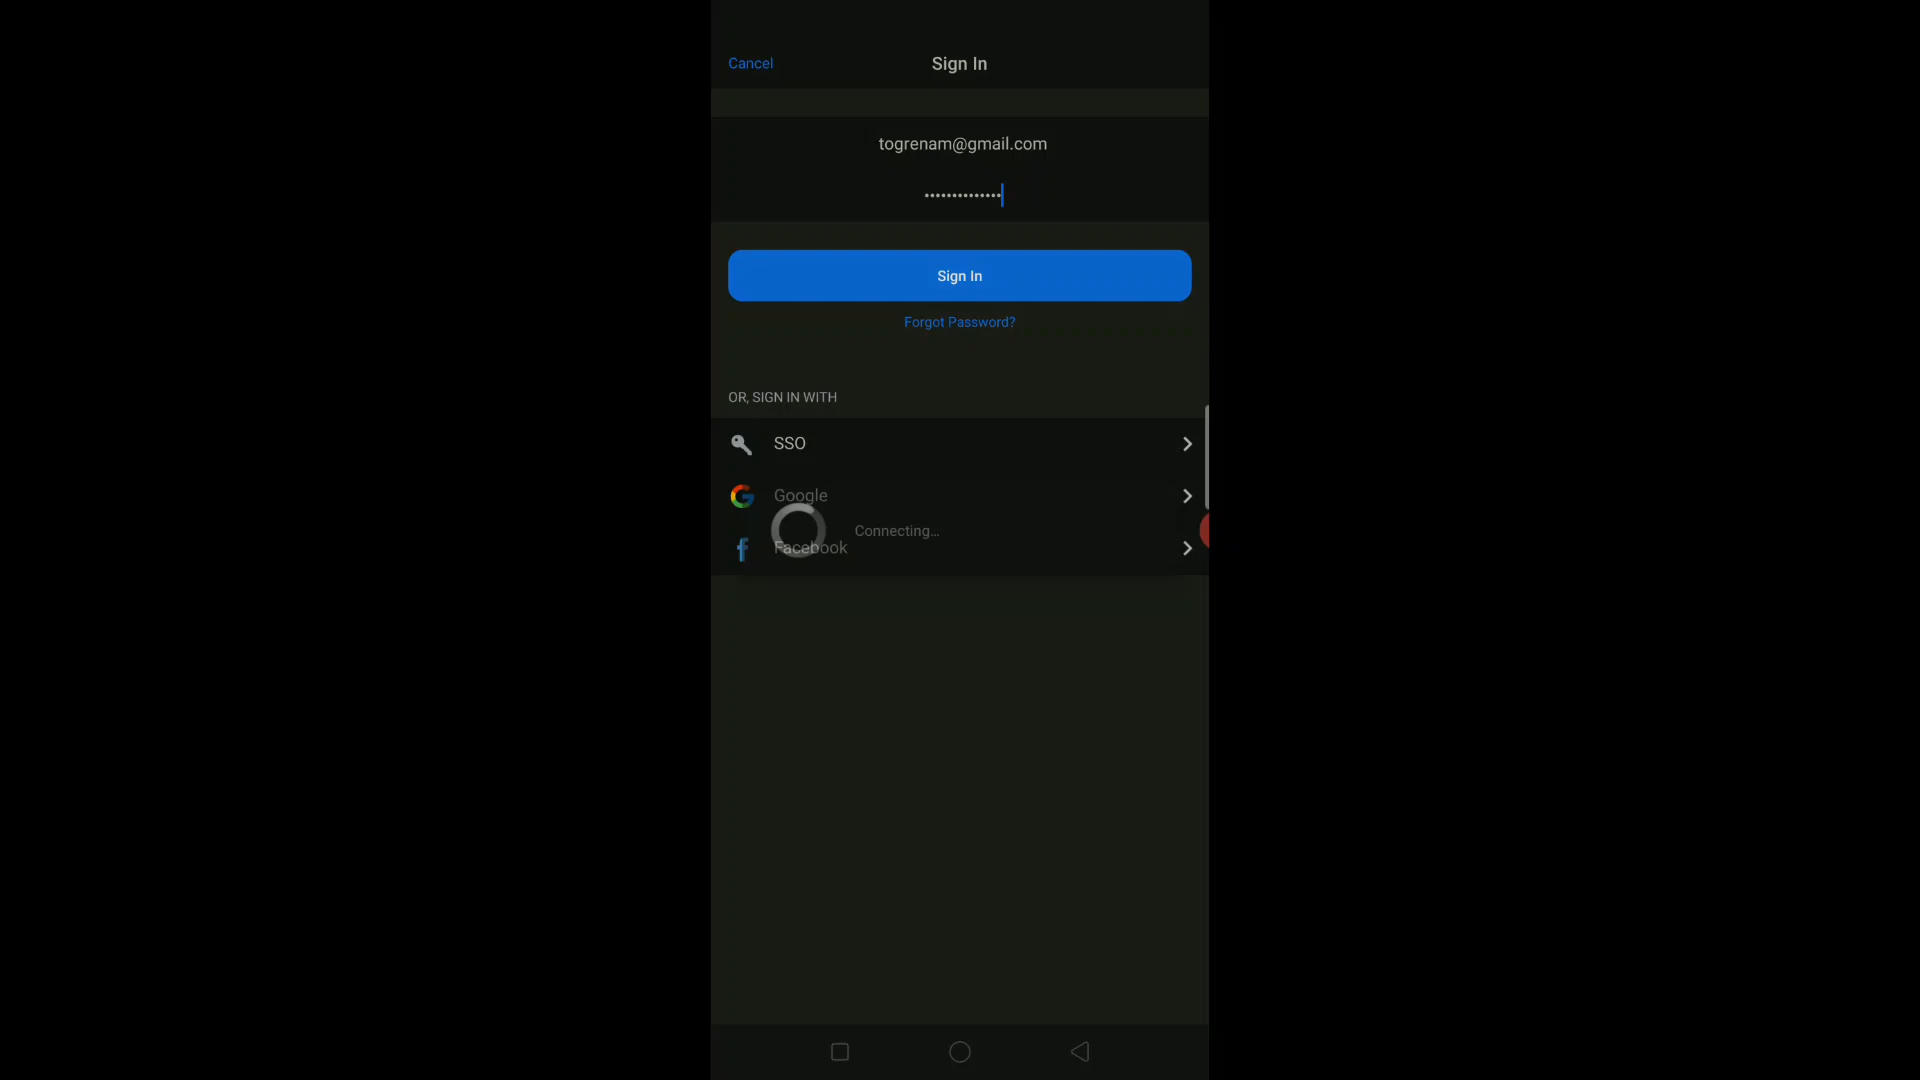 Cancel
Sign In
togrenam@gmail.com
••••••••••••••
Sign In
Forgot Password?
OR, SIGN IN WITH
SSO
Google
Connecting...
Facebook